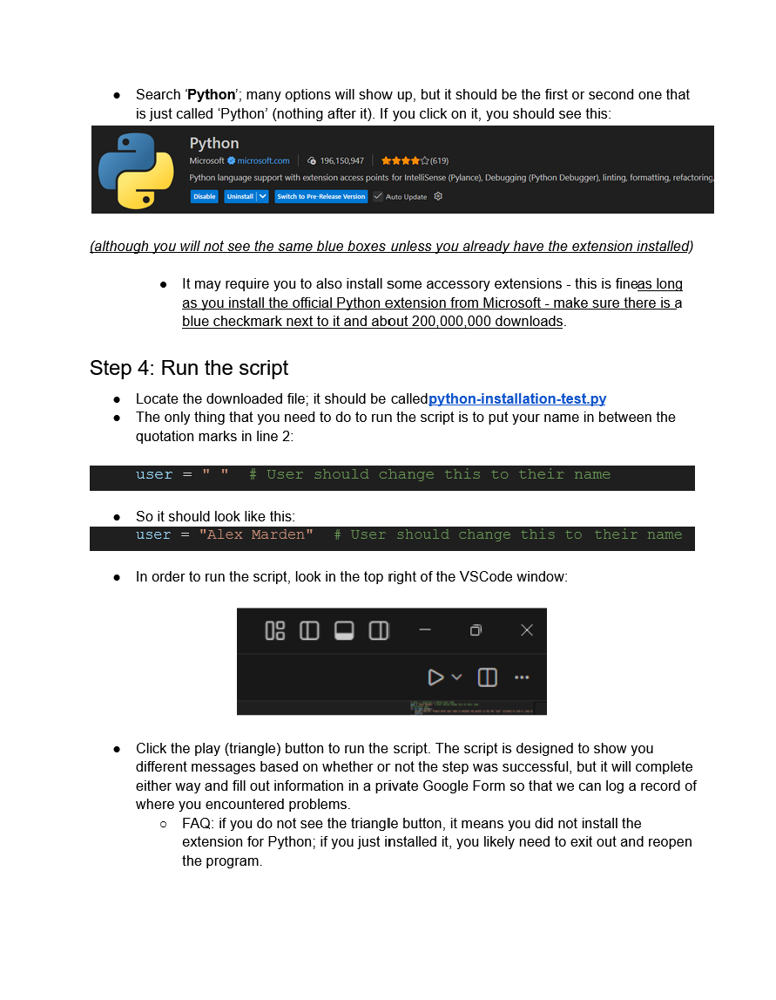 ● Search ‘Python’; many options will show up, but it should be the first or second one that
is just called ‘Python’ (nothing after it). If you click on it, you should see this:
Python
Microsoft microsoft.com | 196,150,947 | (619)
Python language support with extension access points for IntelliSense (Pylance), Debugging (Python Debugger), linting, formatting, refactoring,
Disable Uninstall Switch to Pre-Release Version Auto Update
(although you will not see the same blue boxes unless you already have the extension installed)
● It may require you to also install some accessory extensions - this is fineas long
as you install the official Python extension from Microsoft - make sure there is a
blue checkmark next to it and about 200,000,000 downloads.
Step 4: Run the script
● Locate the downloaded file; it should be calledpython-installation-test.py
● The only thing that you need to do to run the script is to put your name in between the
quotation marks in line 2:
user = " " # User should change this to their name
● So it should look like this:
user = "Alex Marden" # User should change this to their name
● In order to run the script, look in the top right of the VSCode window:
● Click the play (triangle) button to run the script. The script is designed to show you
different messages based on whether or not the step was successful, but it will complete
either way and fill out information in a private Google Form so that we can log a record of
where you encountered problems.
○ FAQ: if you do not see the triangle button, it means you did not install the
extension for Python; if you just installed it, you likely need to exit out and reopen
the program.